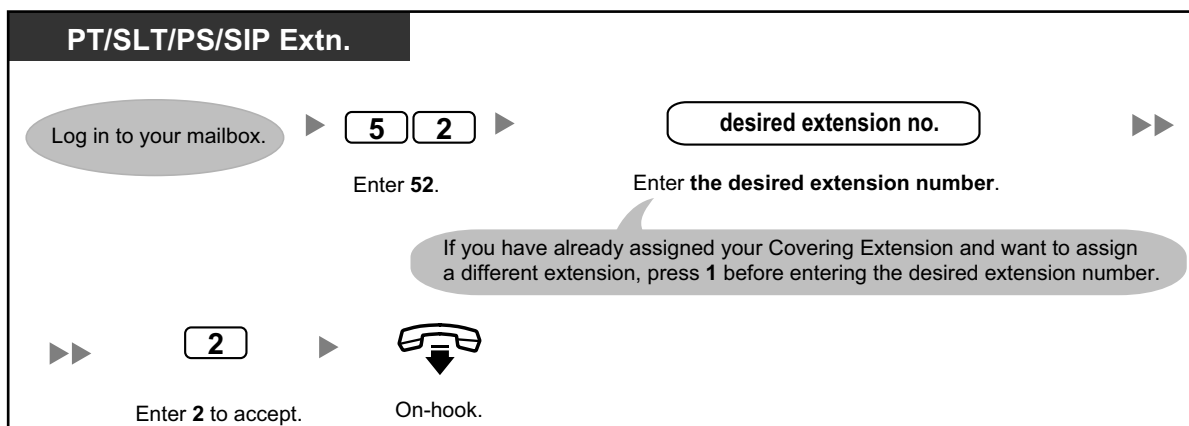 PT/SLT/PS/SIP Extn.
Log in to your mailbox.
5 2
desired extension no.
Enter 52.
Enter the desired extension number.
If you have already assigned your Covering Extension and want to assign
a different extension, press 1 before entering the desired extension number.
2
Enter 2 to accept.
On-hook.